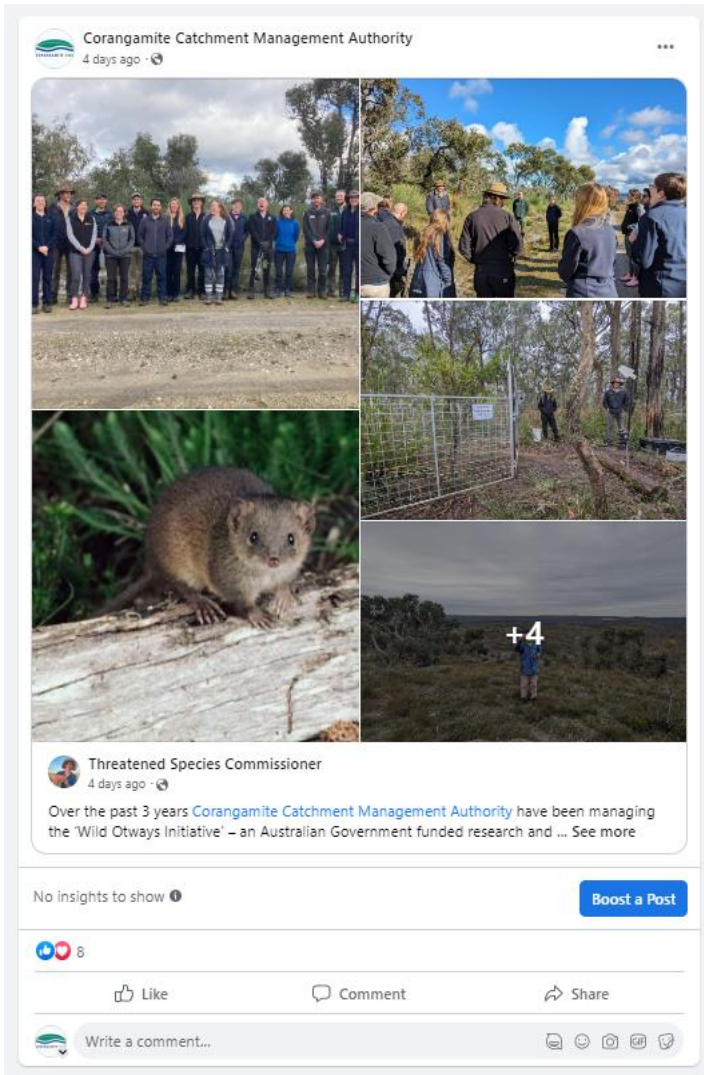 Corangamite Catchment Management Authority
4 days ago ·
+4
Threatened Species Commissioner
4 days ago ·
Over the past 3 years Corangamite Catchment Management Authority have been managing
the ‘Wild Otways Initiative’ – an Australian Government funded research and ... See more
No insights to show
Boost a Post
8
Like Comment Share
Write a comment...
GIF